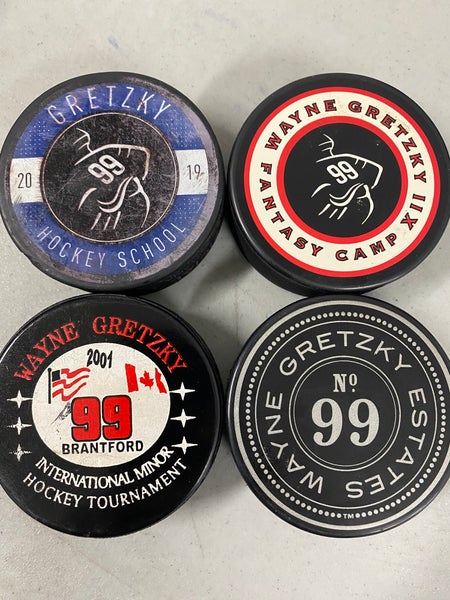 GRETZKY
20 19
99
HOCKEY SCHOOL
WAYNE GRETZKY XII
99
FANTASY CAMP
WAYNE GRETZKY
2001
99
BRANTFORD
INTERNATIONAL MINOR
HOCKEY TOURNAMENT
WAYNE GRETZKY ESTATES
No
99
TM